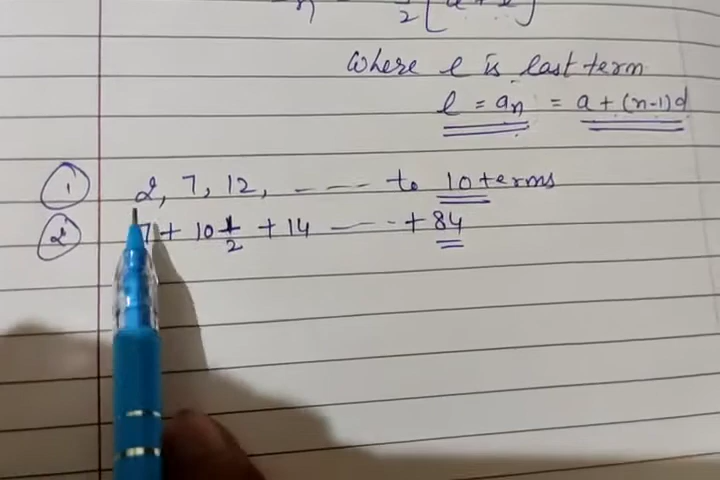 n 2 [a + l]
Where l is last term
l = aₙ = a + (n-1)d
① 2, 7, 12, ---- to 10 terms
② 7 + 10 1/2 + 14 ---- + 84